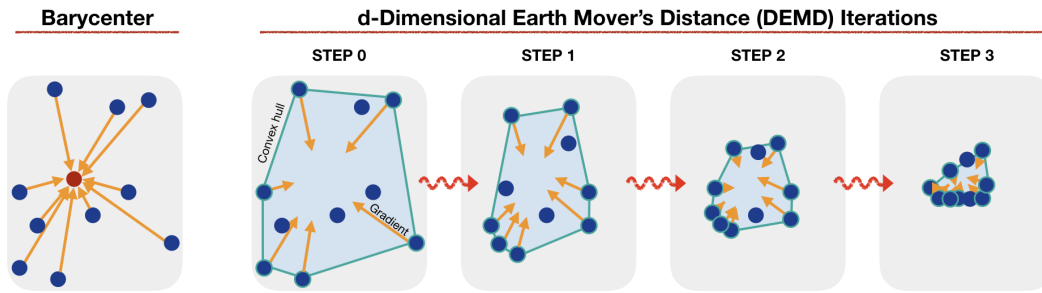 Barycenter
d-Dimensional Earth Mover's Distance (DEMD) Iterations
STEP 0
STEP 1
STEP 2
STEP 3
Convex hull
Gradient